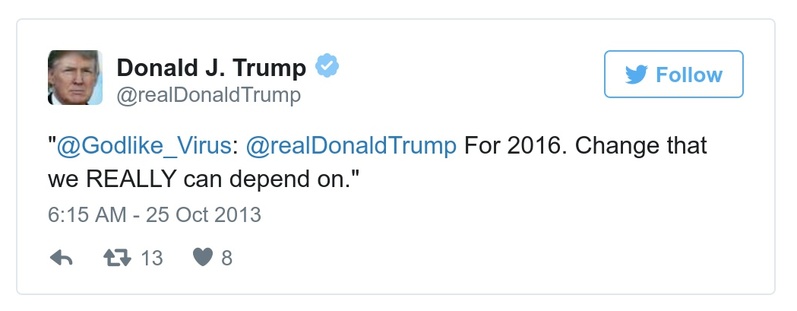 Donald J. Trump
@realDonaldTrump
Follow
"@Godlike_Virus: @realDonaldTrump For 2016. Change that
we REALLY can depend on."
6:15 AM - 25 Oct 2013
13 8